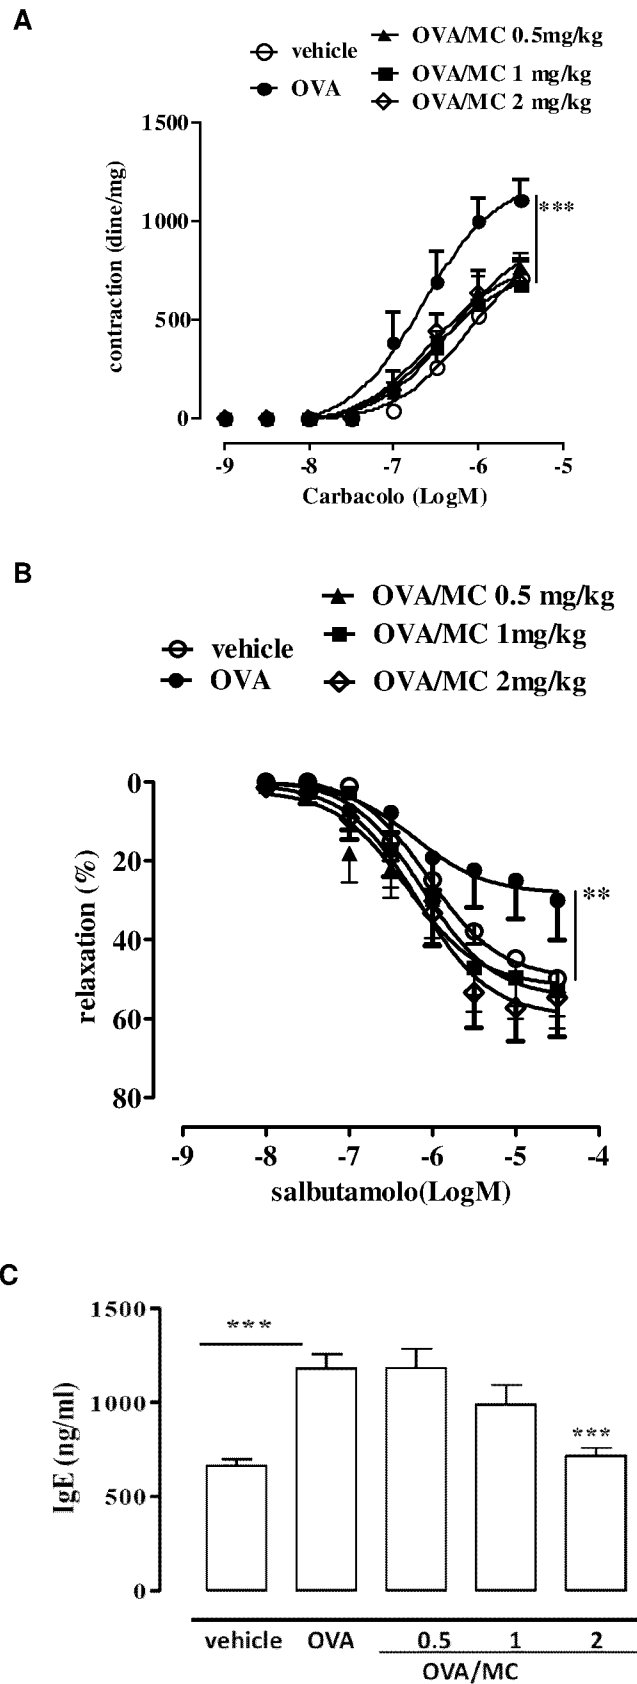 A
vehicle
OVA
OVA/MC 0.5mg/kg
OVA/MC 1 mg/kg
OVA/MC 2 mg/kg
contraction (dine/mg)
1500
1000
500
0
***
-9 -8 -7 -6 -5
Carbacolo (LogM)
B
vehicle
OVA
OVA/MC 0.5 mg/kg
OVA/MC 1mg/kg
OVA/MC 2mg/kg
relaxation (%)
0
20
40
60
80
**
-9 -8 -7 -6 -5 -4
salbutamolo(LogM)
C
IgE (ng/ml)
1500
1000
500
0
***
***
vehicle OVA 0.5 1 2
OVA/MC